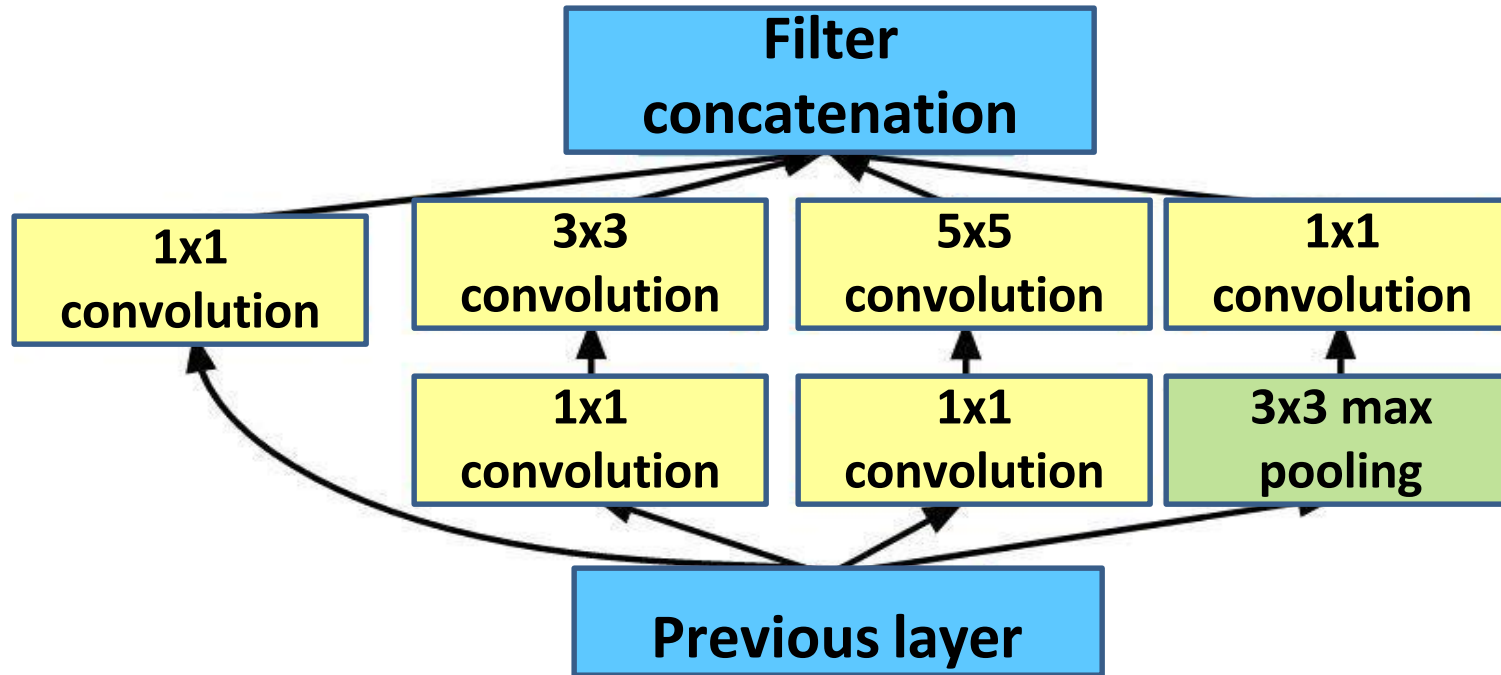 Filter
concatenation
1x1
convolution
3x3
convolution
5x5
convolution
1x1
convolution
1x1
convolution
1x1
convolution
3x3 max
pooling
Previous layer